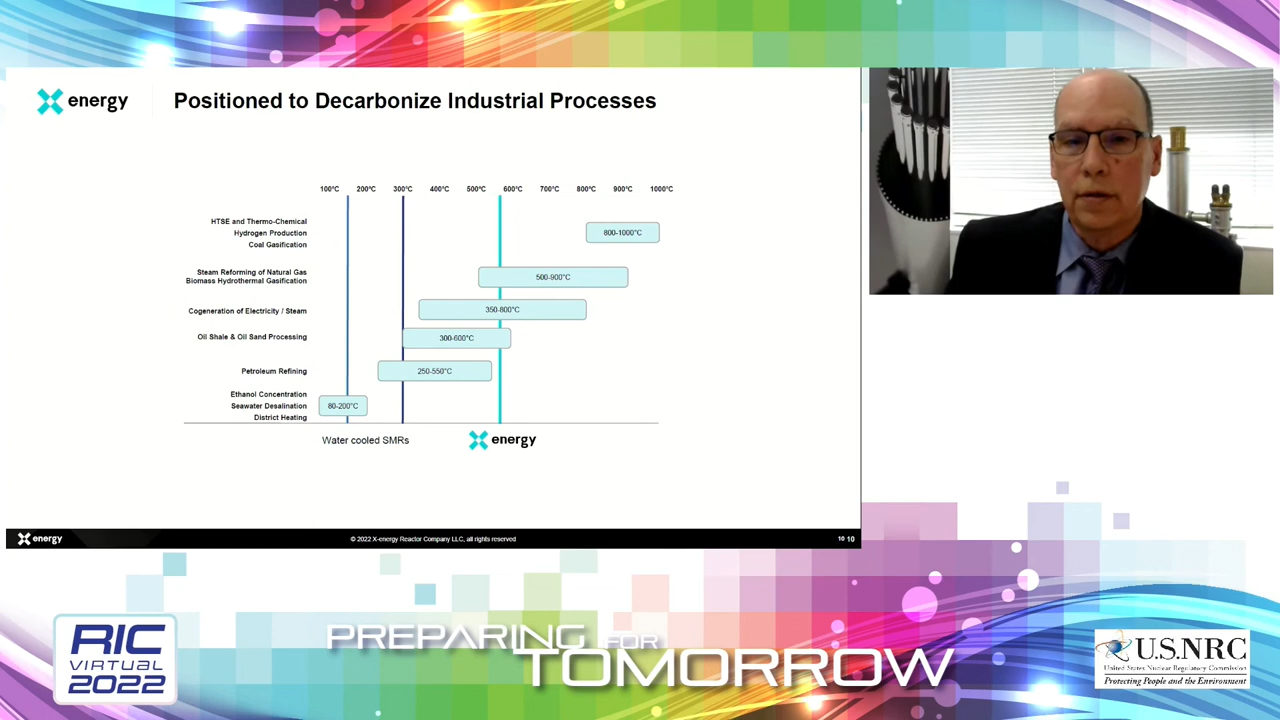 energy
Positioned to Decarbonize Industrial Processes
100°C 200°C 300°C 400°C 500°C 600°C 700°C 800°C 900°C 1000°C
HTSE and Thermo-Chemical
Hydrogen Production
Coal Gasification
800-1000°C
Steam Reforming of Natural Gas
Biomass Hydrothermal Gasification
500-900°C
Cogeneration of Electricity / Steam
350-800°C
Oil Shale & Oil Sand Processing
300-600°C
Petroleum Refining
250-550°C
Ethanol Concentration
Seawater Desalination
District Heating
80-200°C
Water cooled SMRs
energy
energy
© 2022 X-energy Reactor Company LLC, all rights reserved
10 10
RIC
VIRTUAL
2022
PREPARING FOR
TOMORROW
U.S.NRC
United States Nuclear Regulatory Commission
Protecting People and the Environment